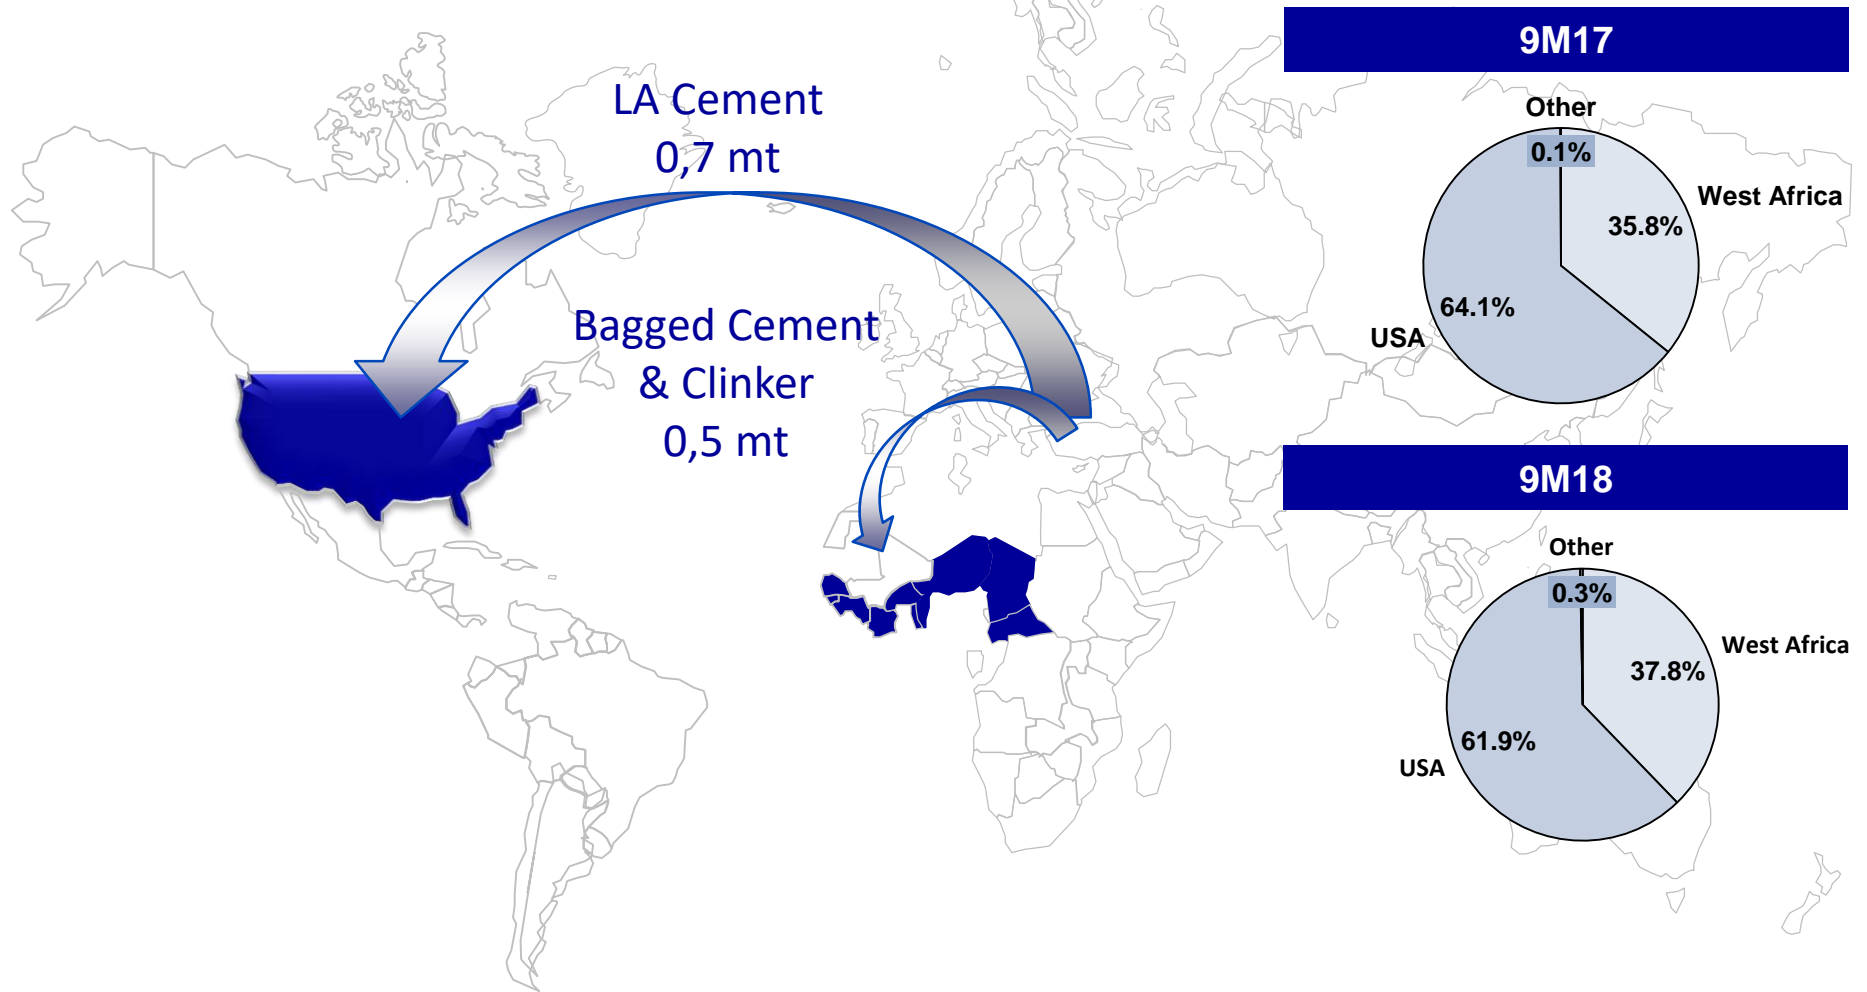 LA Cement
0,7 mt
Bagged Cement
& Clinker
0,5 mt
9M17
Other
0.1%
West Africa
35.8%
64.1%
USA
9M18
Other
0.3%
West Africa
37.8%
61.9%
USA